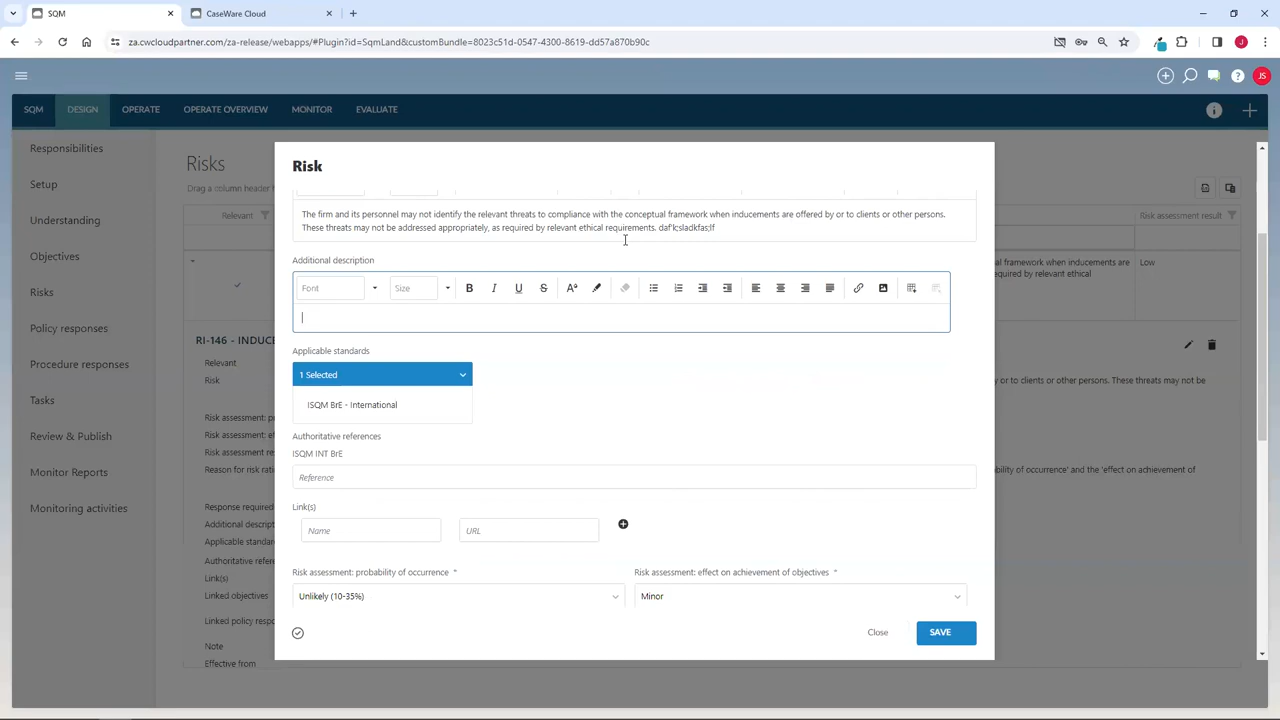 SQM
CaseWare Cloud
za.cwcloudpartner.com/za-release/webapps/#Plugin?id=SqmLand&customBundle=8023c51d-0547-4300-8619-dd57a870b90c
J
JS
SQM DESIGN OPERATE OPERATE OVERVIEW MONITOR EVALUATE
Responsibilities
Setup
Understanding
Objectives
Risks
Policy responses
Procedure responses
Tasks
Review & Publish
Monitor Reports
Monitoring activities
Risks
Drag a column header
Relevant
Risk assessment result
amework when inducements are
equired by relevant ethical
Low
RI-146 - INDUCE
Relevant
Risk
y or to clients or other persons. These threats may not be
Risk assessment: p
Risk assessment: ef
Risk assessment re
Reason for risk rati
bability of occurrence' and the 'effect on achievement of
Response required
Additional descript
Applicable standard
Authoritative refere
Link(s)
Linked objectives
Linked policy respo
Note
Effective from
Risk
The firm and its personnel may not identify the relevant threats to compliance with the conceptual framework when inducements are offered by or to clients or other persons.
These threats may not be addressed appropriately, as required by relevant ethical requirements. daf'k;sladkfas;lf
Additional description
Font Size B I U S
Applicable standards
1 Selected
ISQM BrE - International
Authoritative references
ISQM INT BrE
Reference
Link(s)
Name URL
Risk assessment: probability of occurrence *
Unlikely (10-35%)
Risk assessment: effect on achievement of objectives *
Minor
Close SAVE